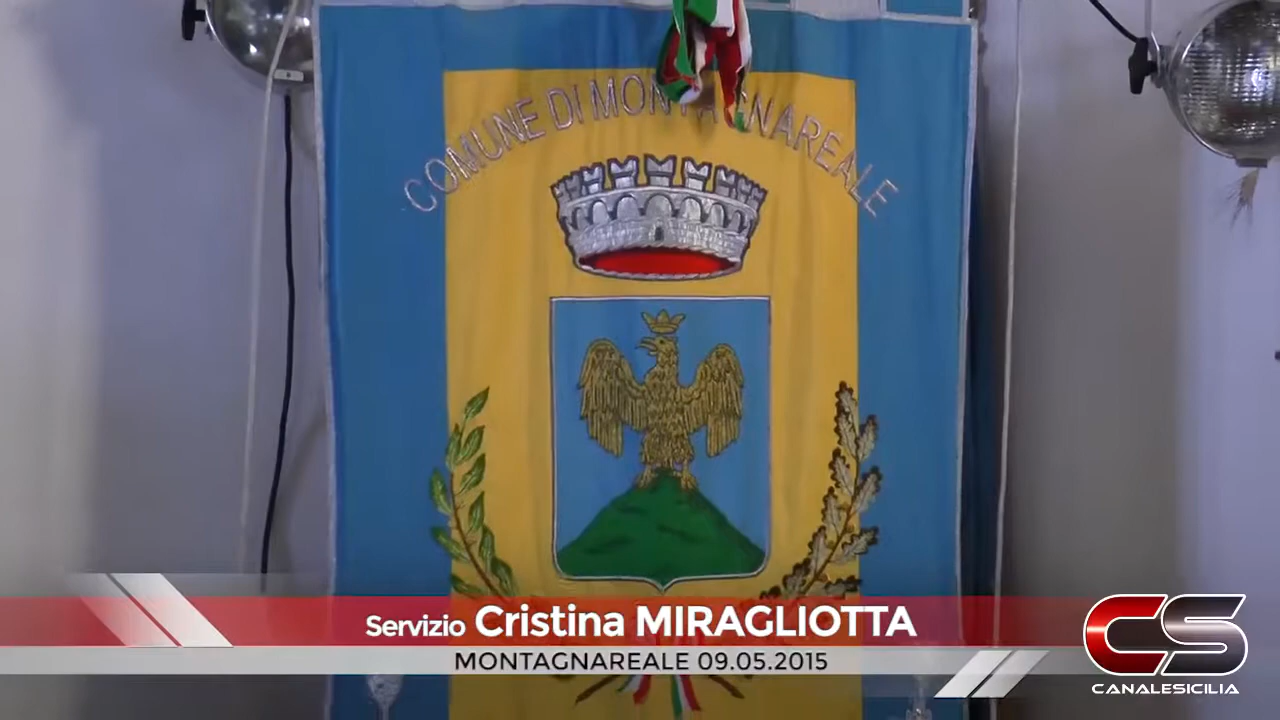 COMUNE DI MONTAGNAREALE
Servizio Cristina MIRAGLIOTTA
MONTAGNAREALE 09.05.2015
CS
CANALESICILIA